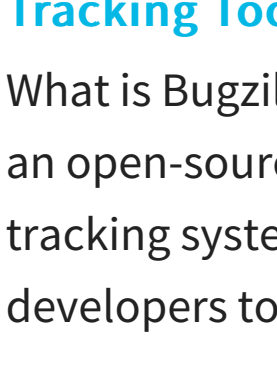 Tracking Too
What is Bugzil
an open-sourc
tracking syste
developers to